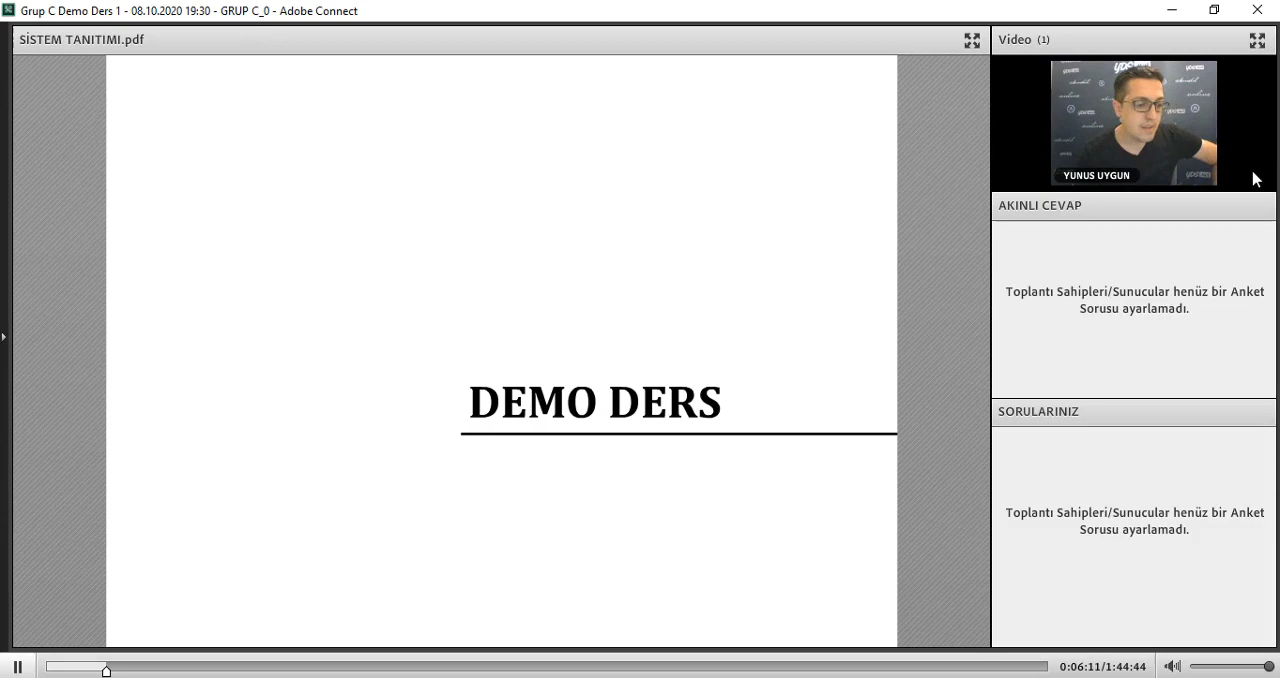 Grup C Demo Ders 1 - 08.10.2020 19:30 - GRUP C_0 - Adobe Connect
SİSTEM TANITIMI.pdf
Video (1)
YUNUS UYGUN
AKINLI CEVAP
Toplantı Sahipleri/Sunucular henüz bir Anket
Sorusu ayarlamadı.
DEMO DERS
SORULARINIZ
Toplantı Sahipleri/Sunucular henüz bir Anket
Sorusu ayarlamadı.
0:06:11/1:44:44